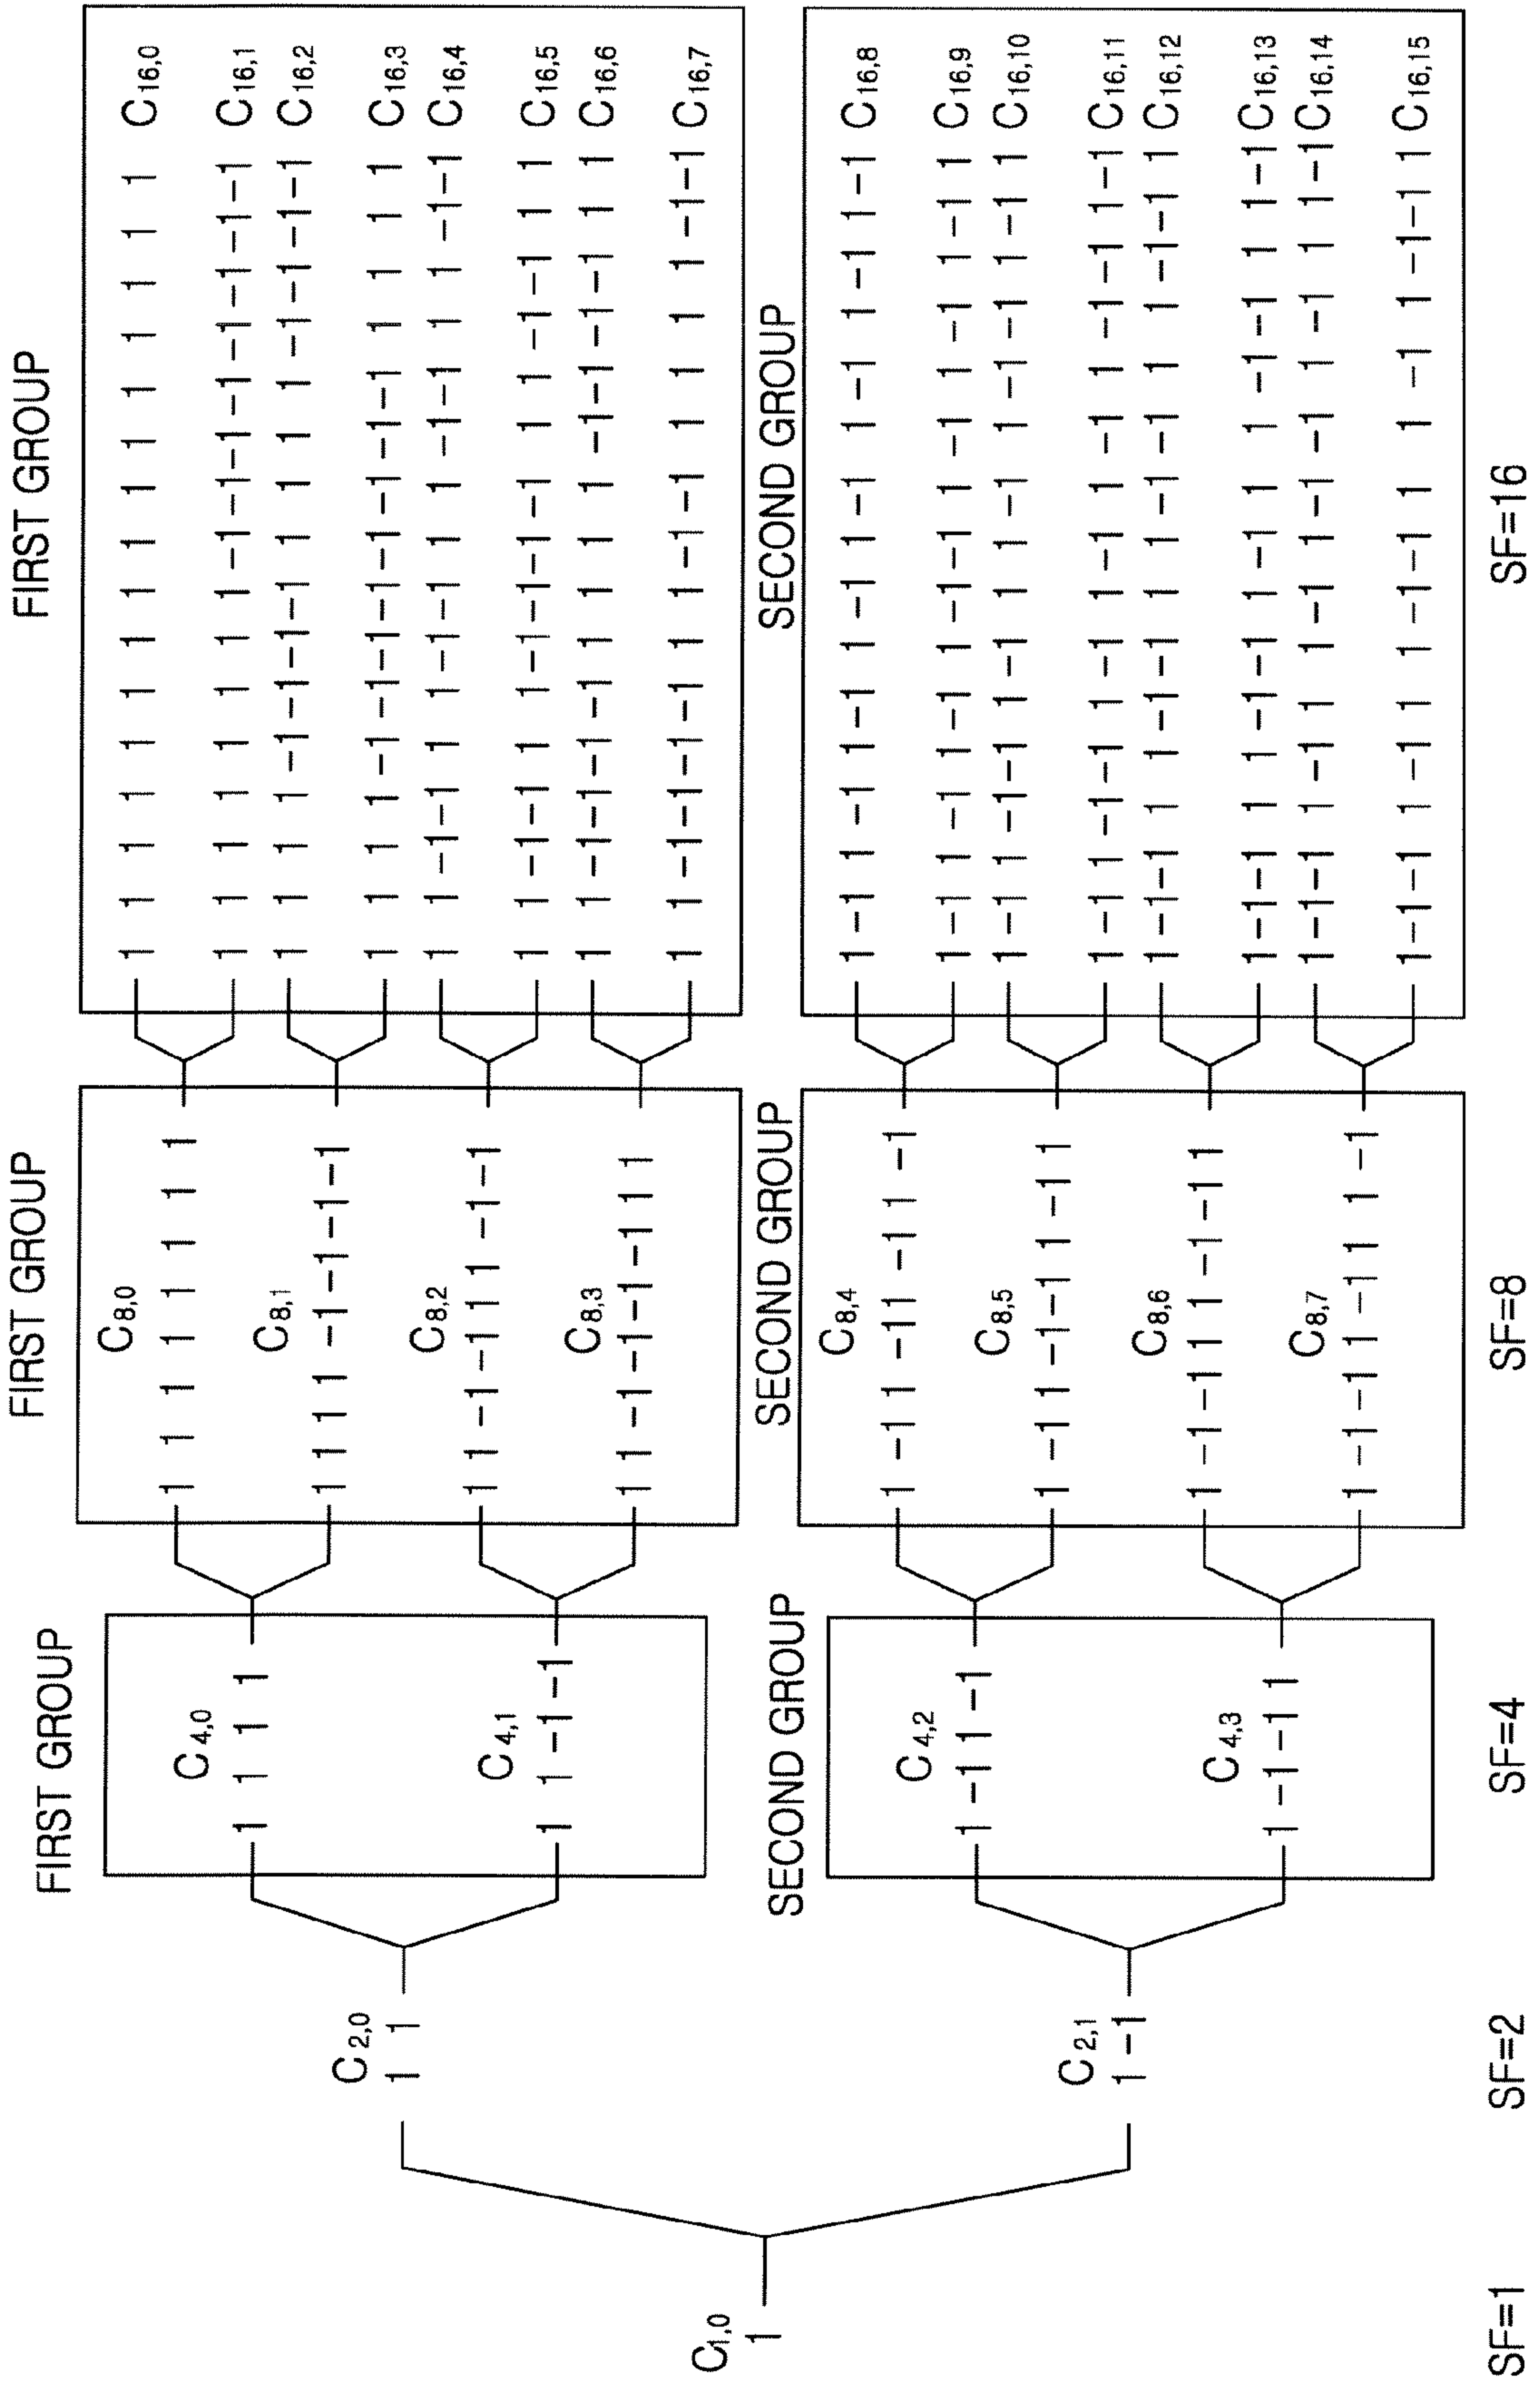 FIRST GROUP
C4,0
1 1 1 1
C4,1
1 1 -1 -1
SECOND GROUP
C4,2
1 -1 1 -1
C4,3
1 -1 -1 1
FIRST GROUP
C8,0
1 1 1 1 1 1 1 1
C8,1
1 1 1 1 -1 -1 -1 -1
C8,2
1 1 -1 -1 1 1 -1 -1
C8,3
1 1 -1 -1 -1 -1 1 1
SECOND GROUP
C8,4
1 -1 1 -1 1 -1 1 -1
C8,5
1 -1 1 -1 -1 1 -1 1
C8,6
1 -1 -1 1 1 -1 -1 1
C8,7
1 -1 -1 1 -1 1 1 -1
FIRST GROUP
1 1 1 1 1 1 1 1 1 1 1 1 1 1 1 1 C16,0
1 1 1 1 1 1 1 1 -1 -1 -1 -1 -1 -1 -1 -1 C16,1
1 1 1 1 -1 -1 -1 -1 1 1 1 1 -1 -1 -1 -1 C16,2
1 1 1 1 -1 -1 -1 -1 -1 -1 -1 -1 1 1 1 1 C16,3
1 1 -1 -1 1 1 -1 -1 1 1 -1 -1 1 1 -1 -1 C16,4
1 1 -1 -1 1 1 -1 -1 -1 -1 1 1 -1 -1 1 1 C16,5
1 1 -1 -1 -1 -1 1 1 1 1 -1 -1 -1 -1 1 1 C16,6
1 1 -1 -1 -1 -1 1 1 -1 -1 1 1 1 1 -1 -1 C16,7
SECOND GROUP
1 -1 1 -1 1 -1 1 -1 1 -1 1 -1 1 -1 1 -1 C16,8
1 -1 1 -1 1 -1 1 -1 -1 1 -1 1 -1 1 -1 1 C16,9
1 -1 1 -1 -1 1 -1 1 1 -1 1 -1 -1 1 -1 1 C16,10
1 -1 1 -1 -1 1 -1 1 -1 1 -1 1 1 -1 1 -1 C16,11
1 -1 -1 1 1 -1 -1 1 1 -1 -1 1 1 -1 -1 1 C16,12
1 -1 -1 1 1 -1 -1 1 -1 1 1 -1 -1 1 1 -1 C16,13
1 -1 -1 1 -1 1 1 -1 1 -1 -1 1 -1 1 1 -1 C16,14
1 -1 -1 1 -1 1 1 -1 -1 1 1 -1 1 -1 -1 1 C16,15
C2,0
1 1
C2,1
1 -1
C1,0
1
SF=1
SF=2
SF=4
SF=8
SF=16